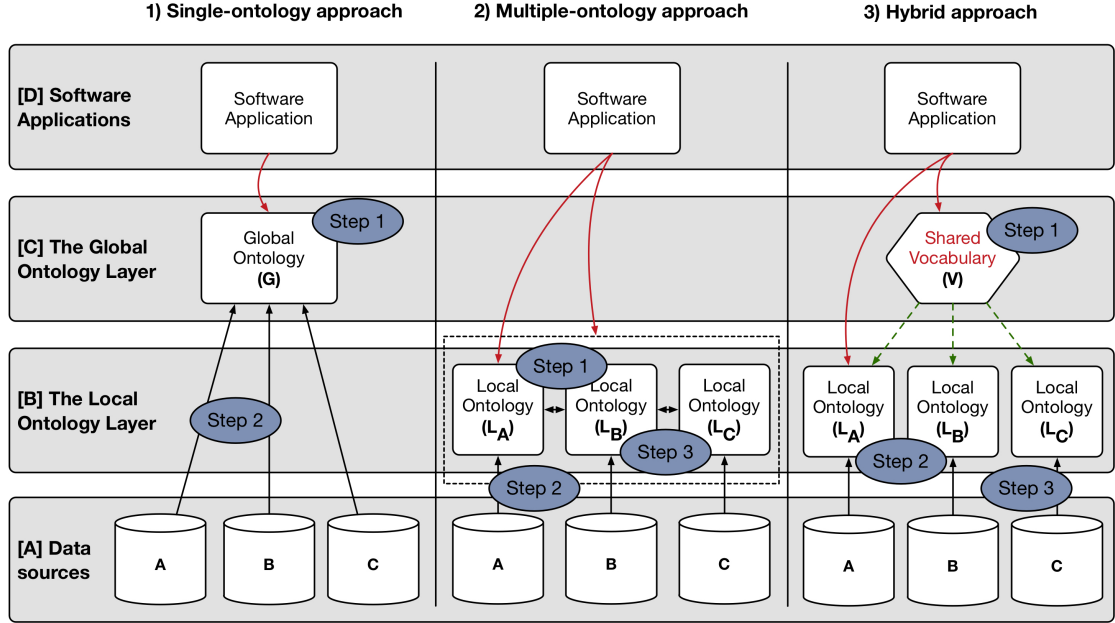 1) Single-ontology approach
2) Multiple-ontology approach
3) Hybrid approach
[D] Software
Applications
Software
Application
Software
Application
Software
Application
[C] The Global
Ontology Layer
Global
Ontology
(G)
Step 1
Shared
Vocabulary
(V)
Step 1
[B] The Local
Ontology Layer
Step 2
Local
Ontology
(LA)
Step 1
Local
Ontology
(LB)
Local
Ontology
(LC)
Step 3
Step 2
Local
Ontology
(LA)
Local
Ontology
(LB)
Local
Ontology
(LC)
Step 2
Step 3
[A] Data
sources
A
B
C
A
B
C
A
B
C